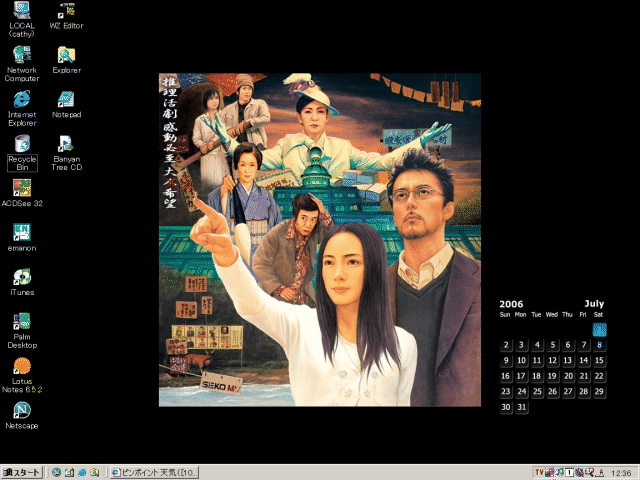 LOCAL
(cathy)
WZ Editor
Network
Computer
Explorer
Internet
Explorer
Notepad
Recycle
Bin
Banyan
Tree CD
ACDSee 32
emanon
iTunes
Palm
Desktop
Lotus
Notes 6.5.2
Netscape
推理活劇 感動必至 大人希望
SEKO M
2006 July
Sun Mon Tue Wed Thu Fri Sat
1
2 3 4 5 6 7 8
9 10 11 12 13 14 15
16 17 18 19 20 21 22
23 24 25 26 27 28 29
30 31
スタート
ピンポイント天気([10...
TV
A
12:36